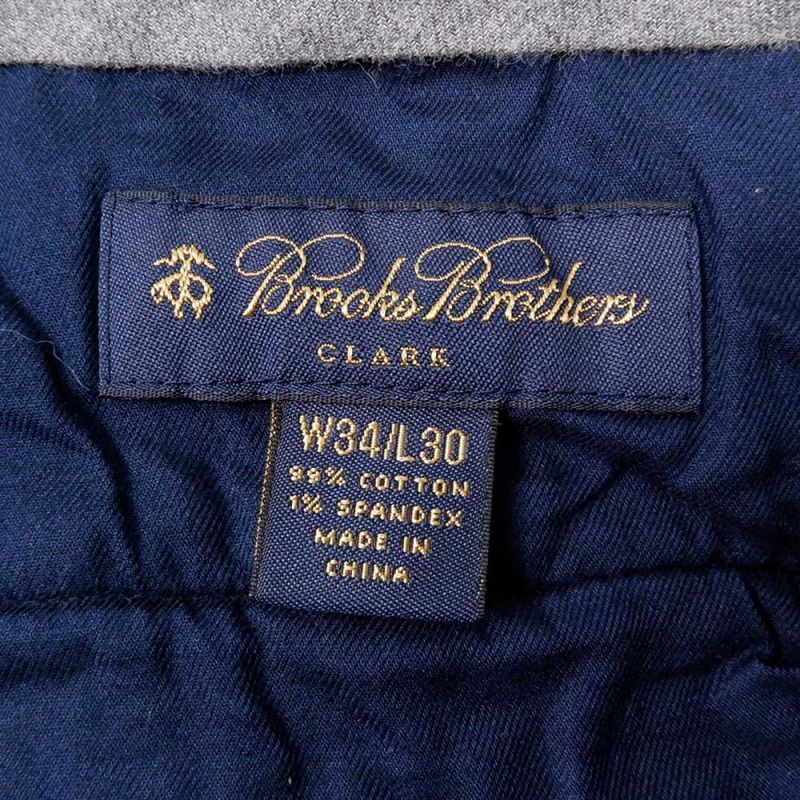 Brooks Brothers
CLARK
W34/L30
99% COTTON
1% SPANDEX
MADE IN
CHINA